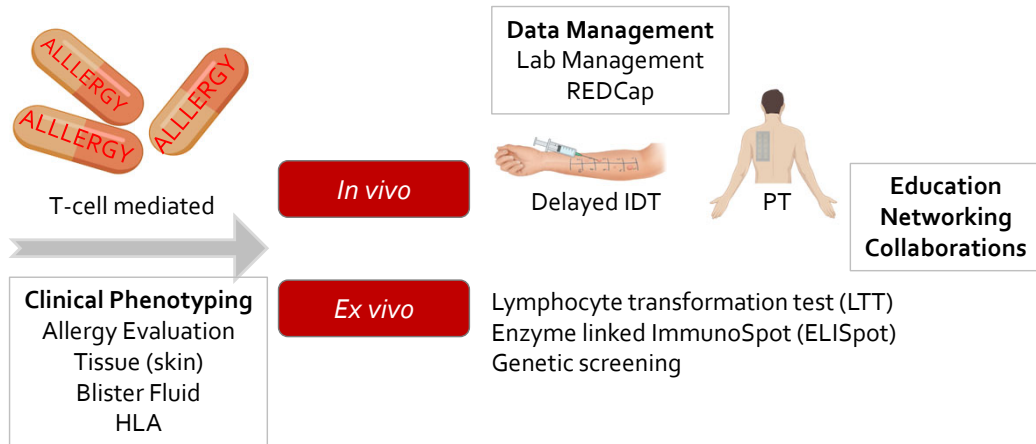 ALLLERGY
ALLLERGY
ALLLERGY
T-cell mediated
Clinical Phenotyping
Allergy Evaluation
Tissue (skin)
Blister Fluid
HLA
In vivo
Ex vivo
Data Management
Lab Management
REDCap
Delayed IDT
PT
Lymphocyte transformation test (LTT)
Enzyme linked ImmunoSpot (ELISpot)
Genetic screening
Education
Networking
Collaborations